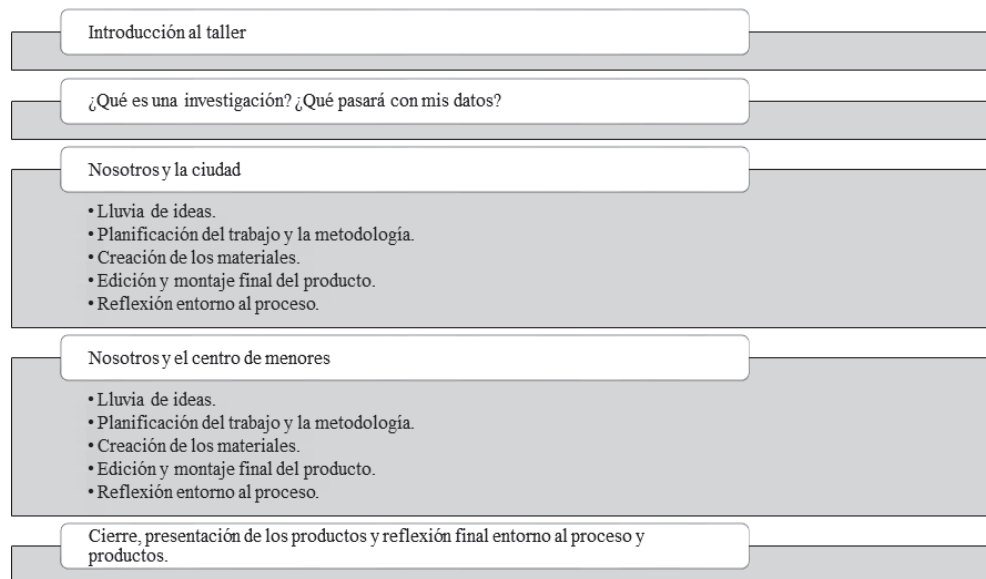 Introducción al taller
¿Qué es una investigación? ¿Qué pasará con mis datos?
Nosotros y la ciudad
• Lluvia de ideas.
• Planificación del trabajo y la metodología.
• Creación de los materiales.
• Edición y montaje final del producto.
• Reflexión entorno al proceso.
Nosotros y el centro de menores
• Lluvia de ideas.
• Planificación del trabajo y la metodología.
• Creación de los materiales.
• Edición y montaje final del producto.
• Reflexión entorno al proceso.
Cierre, presentación de los productos y reflexión final entorno al proceso y
productos.